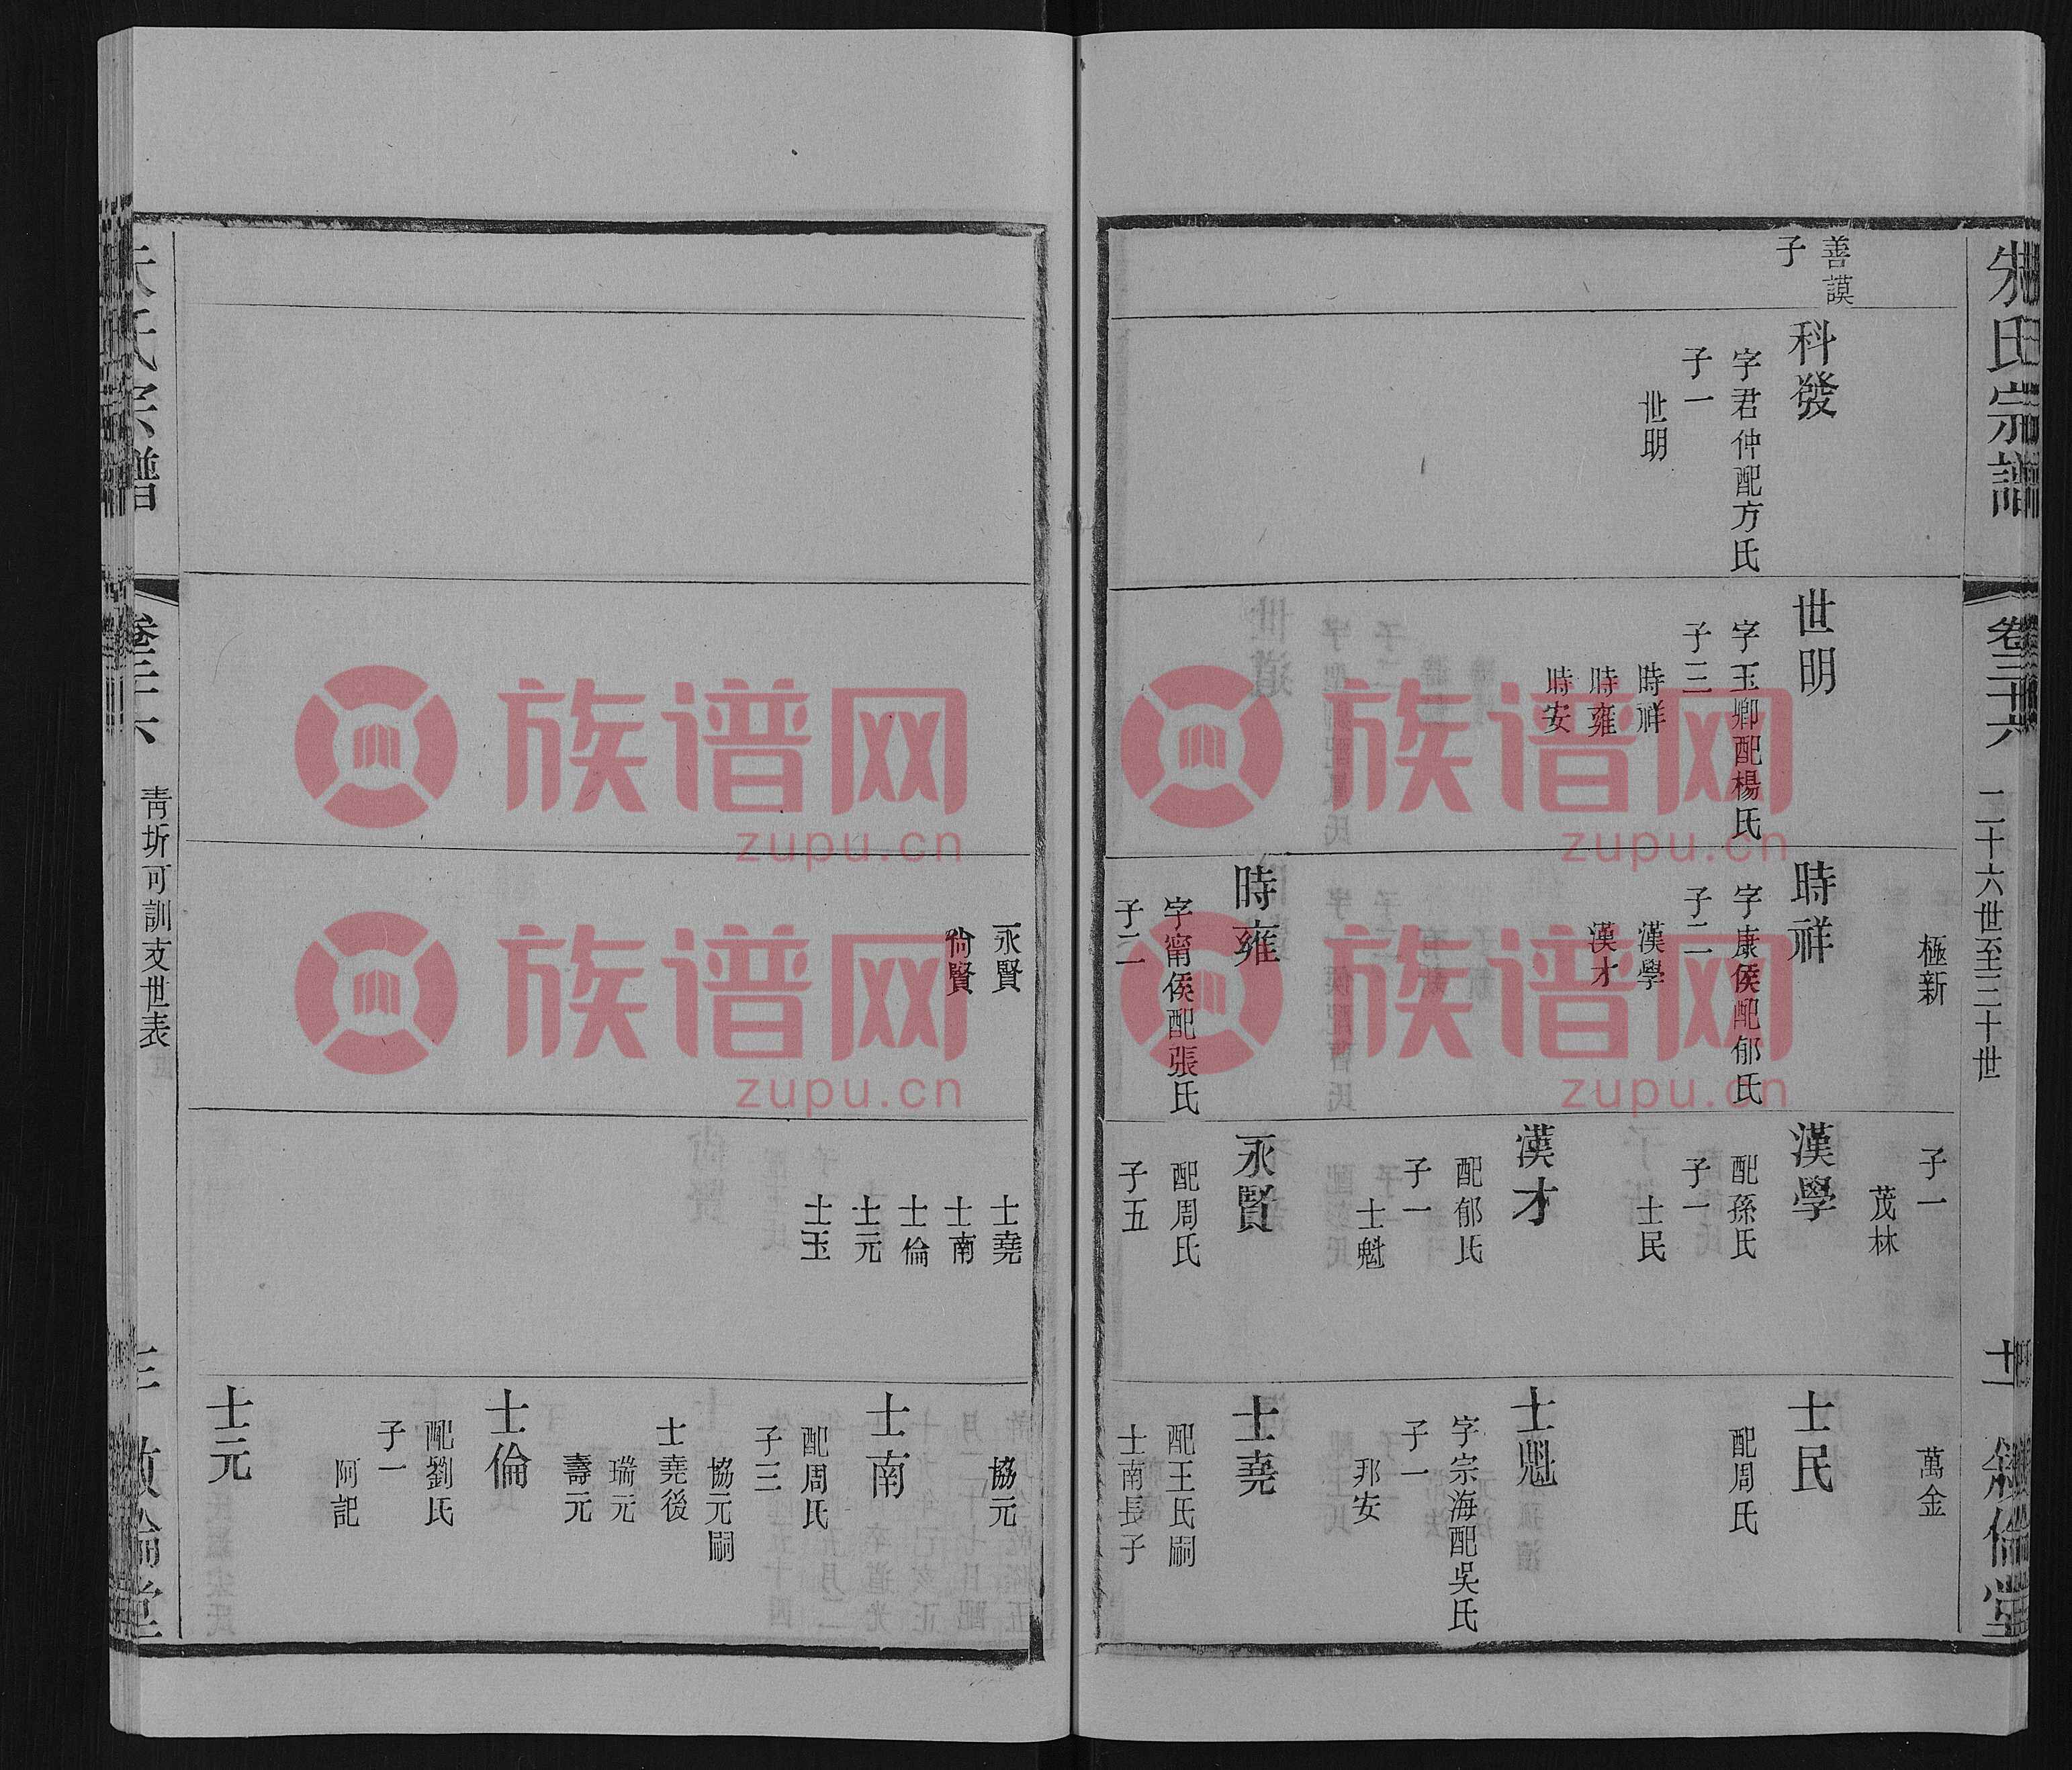 朱氏宗譜
卷三十六
二十六世至三十世
敘倫堂
善謨
子
科發
字君仲配方氏
子一
世明
世明
字玉卿配楊氏
子三
時祥
時雍
時安
極新
時祥
字康侯配郁氏
子二
漢學
漢才
時雍
字甯侯配張氏
子二
子一
茂林
漢學
配孫氏
子一
士民
漢才
配郁氏
子一
士魁
永賢
配周氏
子五
萬金
士民
配周氏
士魁
字宗海配吳氏
子一
邦安
士堯
配王氏嗣
士南長子
永賢
尙賢
士堯
士南
士倫
士元
士玉
協元
士南
配周氏
子三
協元嗣
士堯後
瑞元
壽元
士倫
配劉氏
子一
阿記
士元
朱氏宗譜
卷三十六
青圻可訓支世表
敘倫堂
族谱网
zupu.cn
族谱网
zupu.cn
族谱网
zupu.cn
族谱网
zupu.cn